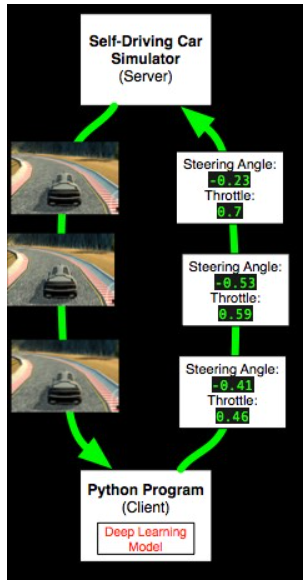 Self-Driving Car
Simulator
(Server)
Steering Angle:
-0.23
Throttle:
0.7
Steering Angle:
-0.53
Throttle:
0.59
Steering Angle:
-0.41
Throttle:
0.46
Python Program
(Client)
Deep Learning
Model